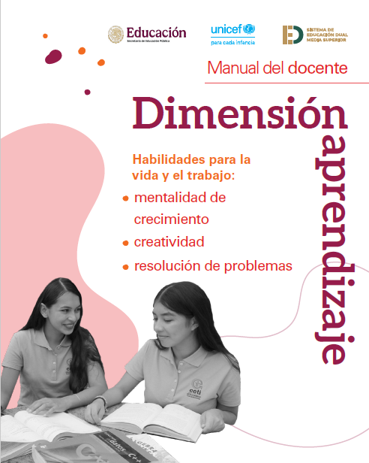 Educación
Secretaría de Educación Pública
unicef
para cada infancia
SISTEMA DE
EDUCACIÓN DUAL
MEDIA SUPERIOR
Manual del docente
Dimensión
aprendizaje
Habilidades para la
vida y el trabajo:
mentalidad de
crecimiento
creatividad
resolución de problemas